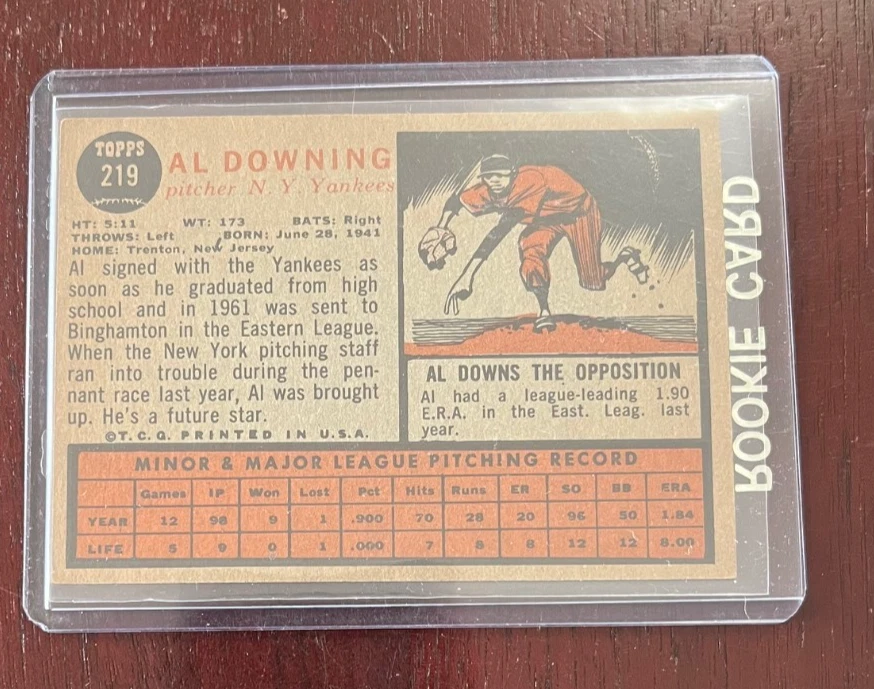 TOPPS
219
AL DOWNING
pitcher N. Y. Yankees
HT: 5:11 WT: 173 BATS: Right
THROWS: Left BORN: June 28, 1941
HOME: Trenton, New Jersey
Al signed with the Yankees as
soon as he graduated from high
school and in 1961 was sent to
Binghamton in the Eastern League.
When the New York pitching staff
ran into trouble during the pen-
nant race last year, Al was brought
up. He's a future star.
©T. C. G. PRINTED IN U. S. A.
AL DOWNS THE OPPOSITION
Al had a league-leading 1.90
E.R.A. in the East. Leag. last
year.
MINOR & MAJOR LEAGUE PITCHING RECORD
Games IP Won Lost Pct Hits Runs ER SO BB ERA
YEAR 12 98 9 1 .900 70 28 20 96 50 1.84
LIFE 5 9 0 1 .000 7 8 8 12 12 8.00
ROOKIE CARD